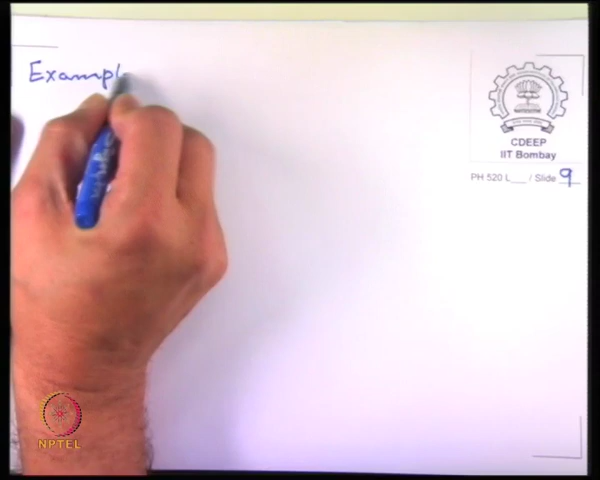 Exampl
CDEEP
IIT Bombay
PH 520 L___ / Slide 9
NPTEL